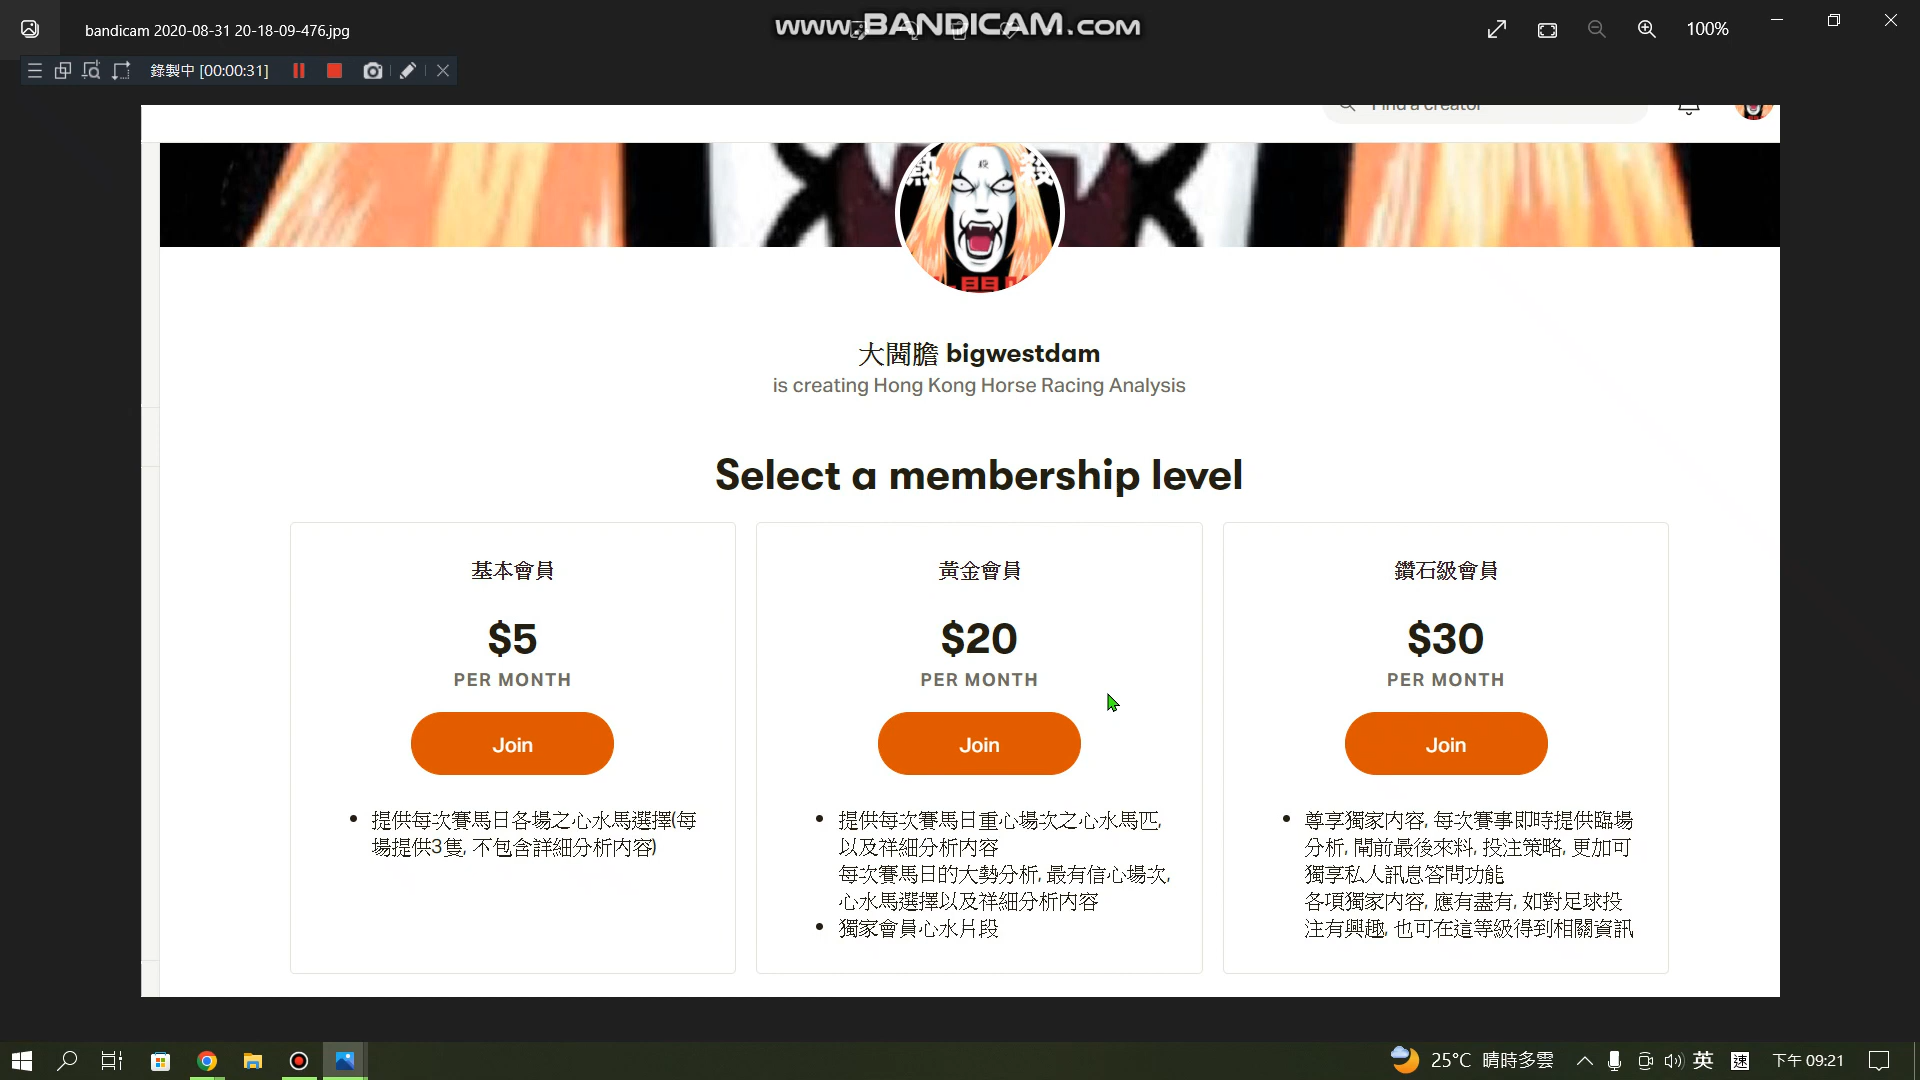 bandicam 2020-08-31 20-18-09-476.jpg
www.BANDICAM.com
100%
錄製中 [00:00:31]
Find a creator
熱 殺
殺
大閪膽 bigwestdam
is creating Hong Kong Horse Racing Analysis
Select a membership level
基本會員
$5
PER MONTH
Join
• 提供每次賽馬日各場之心水馬選擇(每
場提供3隻, 不包含詳細分析內容)
黃金會員
$20
PER MONTH
Join
• 提供每次賽馬日重心場次之心水馬匹,
以及祥細分析內容
每次賽馬日的大勢分析, 最有信心場次,
心水馬選擇以及祥細分析內容
• 獨家會員心水片段
鑽石級會員
$30
PER MONTH
Join
• 尊享獨家內容, 每次賽事即時提供臨場
分析, 閘前最後來料, 投注策略, 更加可
獨享私人訊息答問功能
各項獨家內容, 應有盡有, 如對足球投
注有興趣, 也可在這等級得到相關資訊
25°C 晴時多雲
英
速
下午 09:21